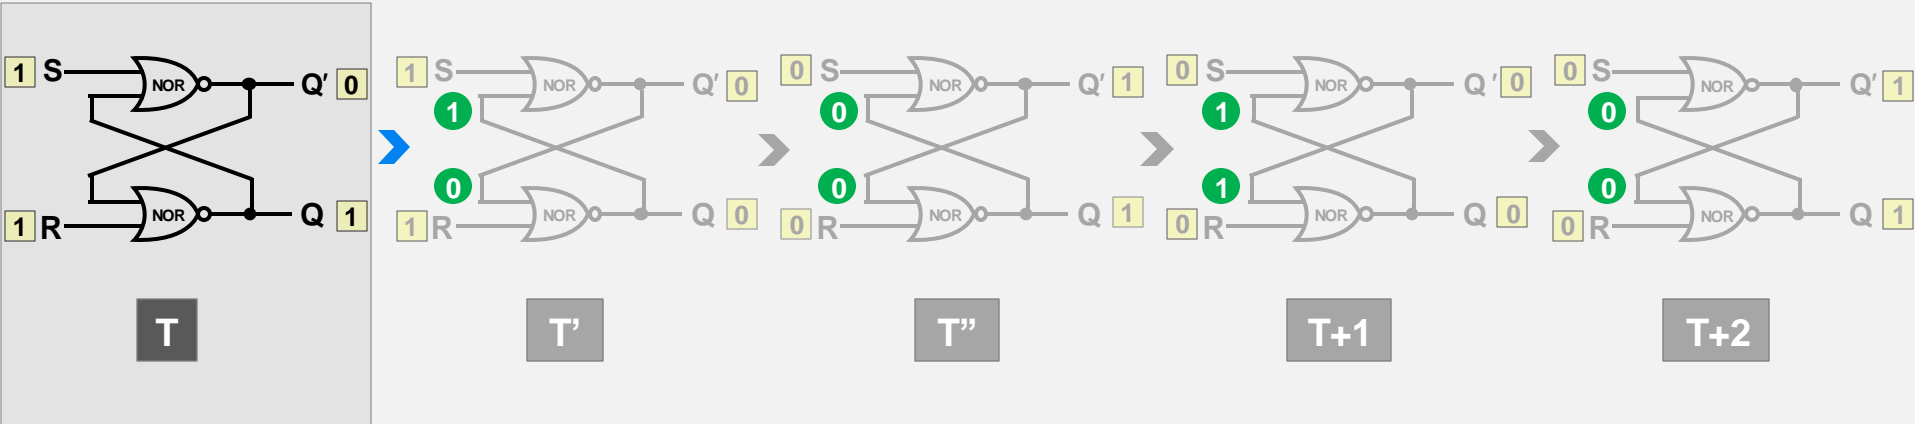 1 S NOR Q′ 0
1 R NOR Q 1
T
1 S NOR Q′ 0
1
0
1 R NOR Q 0
T’
0 S NOR Q′ 1
0
0
0 R NOR Q 1
T”
0 S NOR Q ′ 0
1
1
0 R NOR Q 0
T+1
0 S NOR Q′ 1
0
0
0 R NOR Q 1
T+2